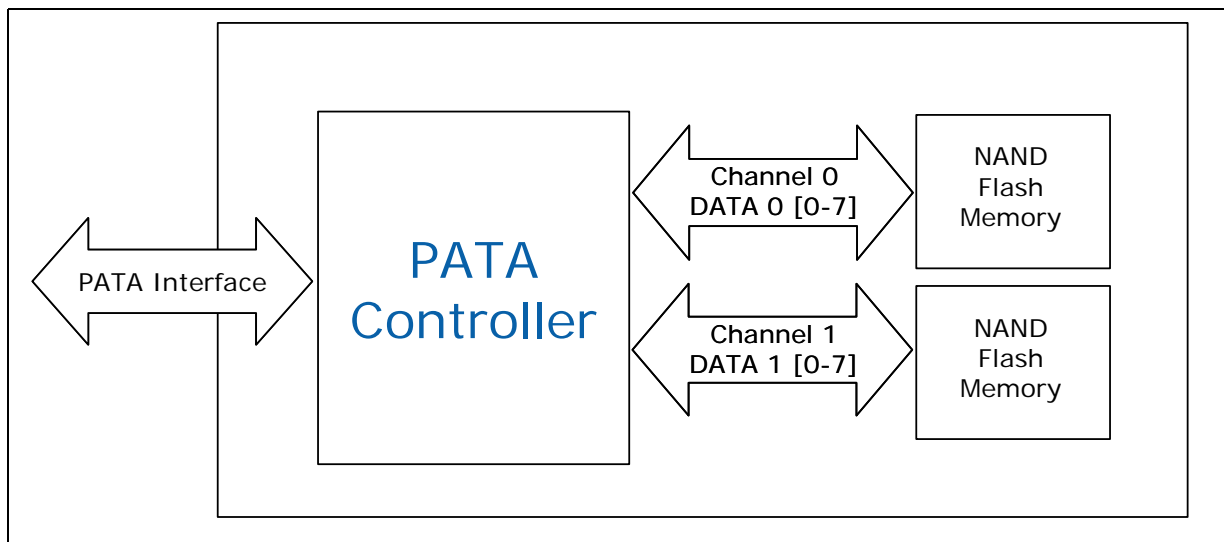 PATA Interface
PATA
Controller
Channel 0
DATA 0 [0-7]
Channel 1
DATA 1 [0-7]
NAND
Flash
Memory
NAND
Flash
Memory